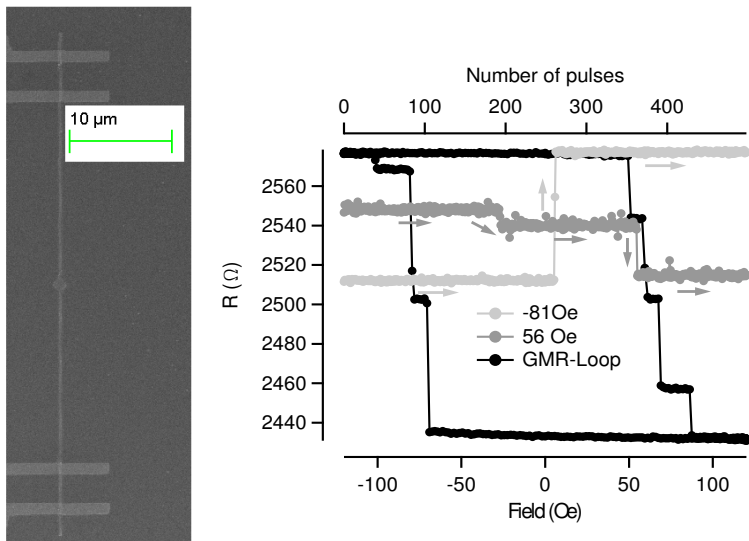 10 µm
Number of pulses
0 100 200 300 400
2560
2540
2520
2500
2480
2460
2440
R (Ω)
-81Oe
56 Oe
GMR-Loop
-100 -50 0 50 100
Field (Oe)